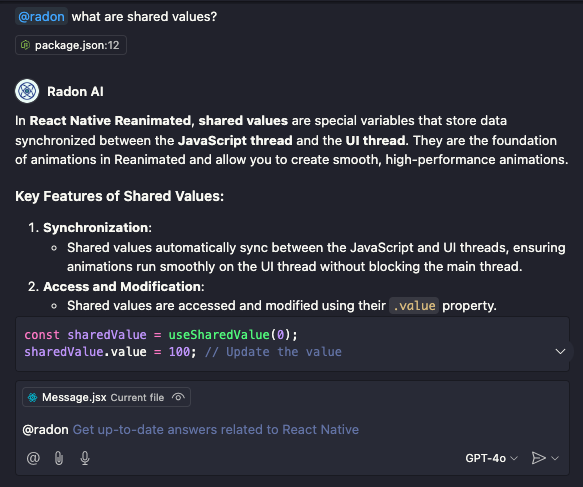 @radon what are shared values?
package.json:12
Radon AI
In React Native Reanimated, shared values are special variables that store data
synchronized between the JavaScript thread and the UI thread. They are the foundation
of animations in Reanimated and allow you to create smooth, high-performance animations.
Key Features of Shared Values:
1. Synchronization:
◦ Shared values automatically sync between the JavaScript and UI threads, ensuring
animations run smoothly on the UI thread without blocking the main thread.
2. Access and Modification:
◦ Shared values are accessed and modified using their .value property.
const sharedValue = useSharedValue(0);
sharedValue.value = 100; // Update the value
Message.jsx Current file
@radon Get up-to-date answers related to React Native
@ GPT-4o